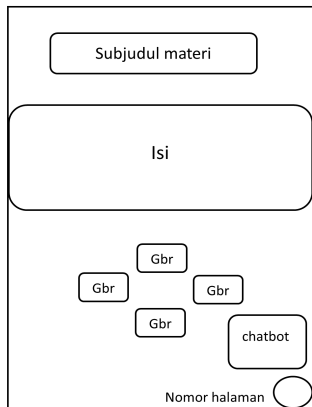 Subjudul materi
Isi
Gbr
Gbr
Gbr
Gbr
chatbot
Nomor halaman